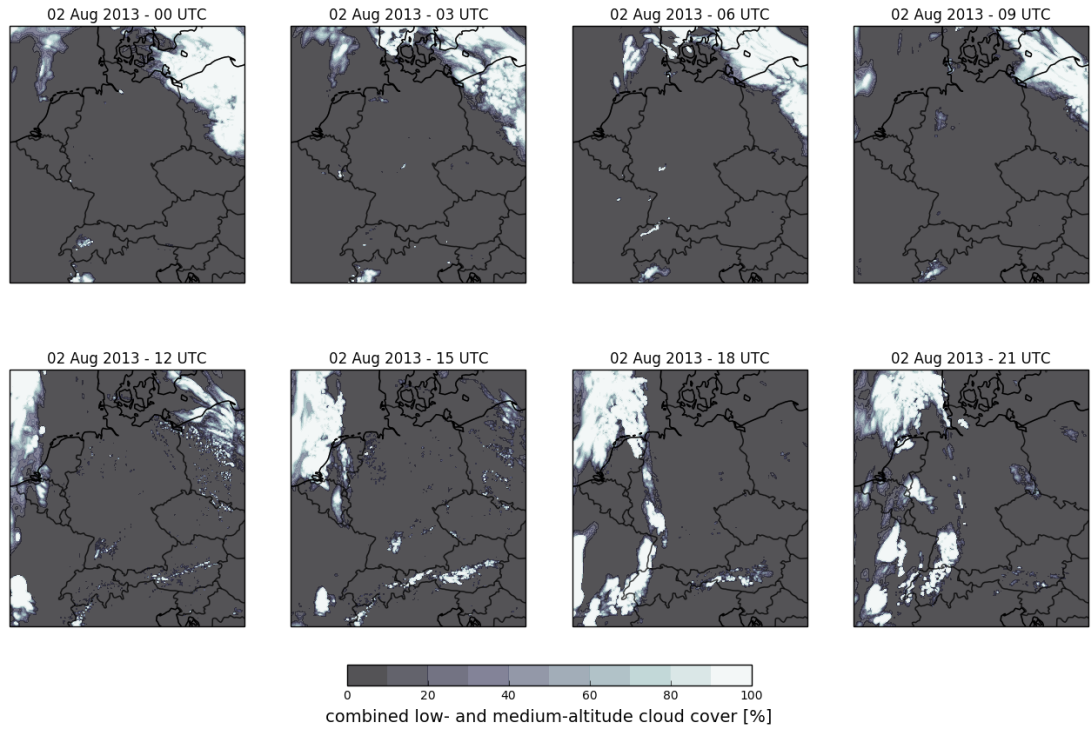 02 Aug 2013 - 00 UTC
02 Aug 2013 - 03 UTC
02 Aug 2013 - 06 UTC
02 Aug 2013 - 09 UTC
02 Aug 2013 - 12 UTC
02 Aug 2013 - 15 UTC
02 Aug 2013 - 18 UTC
02 Aug 2013 - 21 UTC
0 20 40 60 80 100
combined low- and medium-altitude cloud cover [%]